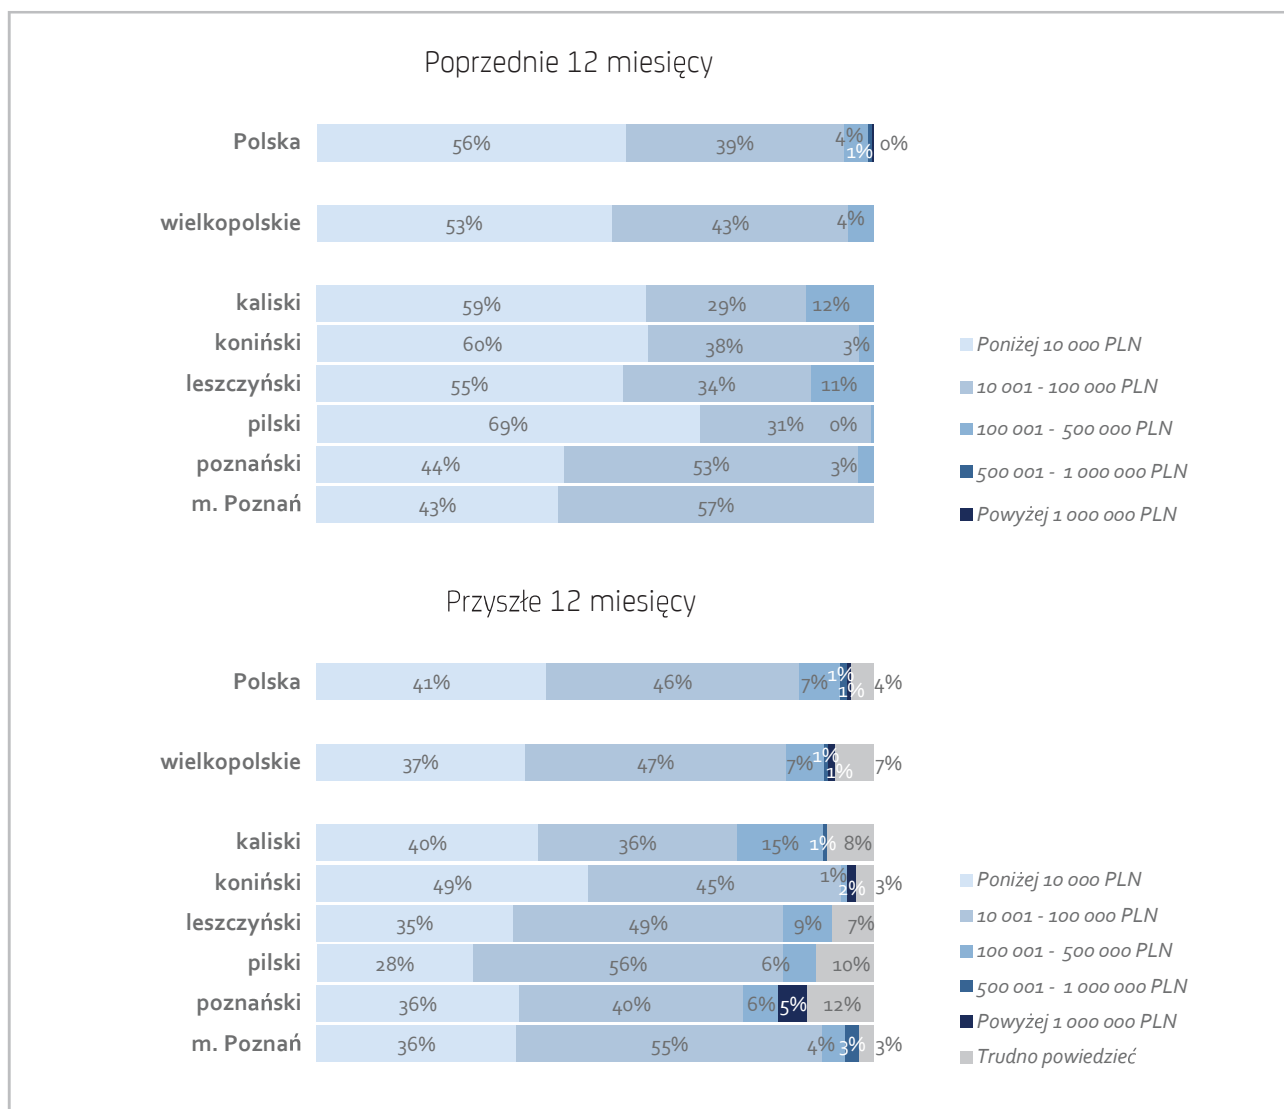 Poprzednie 12 miesięcy
Polska 56% 39% 4% 1% 0%
wielkopolskie 53% 43% 4%
kaliski 59% 29% 12%
koniński 60% 38% 3%
leszczyński 55% 34% 11%
pilski 69% 31% 0%
poznański 44% 53% 3%
m. Poznań 43% 57%
Poniżej 10 000 PLN
10 001 - 100 000 PLN
100 001 - 500 000 PLN
500 001 - 1 000 000 PLN
Powyżej 1 000 000 PLN
Przyszłe 12 miesięcy
Polska 41% 46% 7% 1% 1% 4%
wielkopolskie 37% 47% 7% 1% 1% 7%
kaliski 40% 36% 15% 1% 8%
koniński 49% 45% 1% 2% 3%
leszczyński 35% 49% 9% 7%
pilski 28% 56% 6% 10%
poznański 36% 40% 6% 5% 12%
m. Poznań 36% 55% 4% 3% 3%
Poniżej 10 000 PLN
10 001 - 100 000 PLN
100 001 - 500 000 PLN
500 001 - 1 000 000 PLN
Powyżej 1 000 000 PLN
Trudno powiedzieć